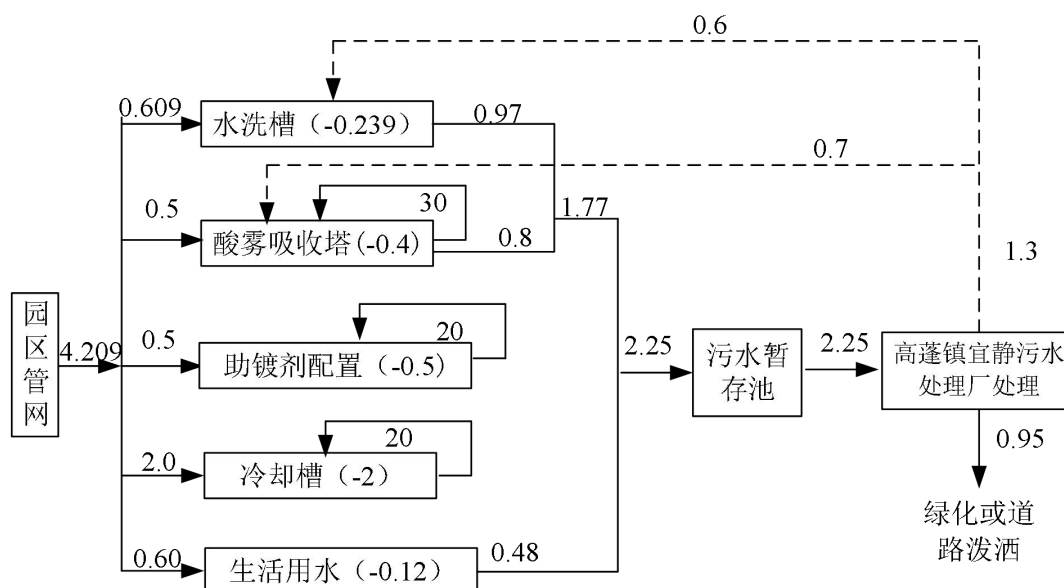 0.6
0.609
水洗槽（-0.239）
0.97
0.7
0.5
30
酸雾吸收塔(-0.4)
0.8
1.77
1.3
园区管网
4.209
0.5
20
助镀剂配置（-0.5）
2.25
污水暂
存池
2.25
高蓬镇宜静污水
处理厂处理
0.95
2.0
20
冷却槽（-2）
绿化或道
路泼洒
0.60
生活用水（-0.12）
0.48